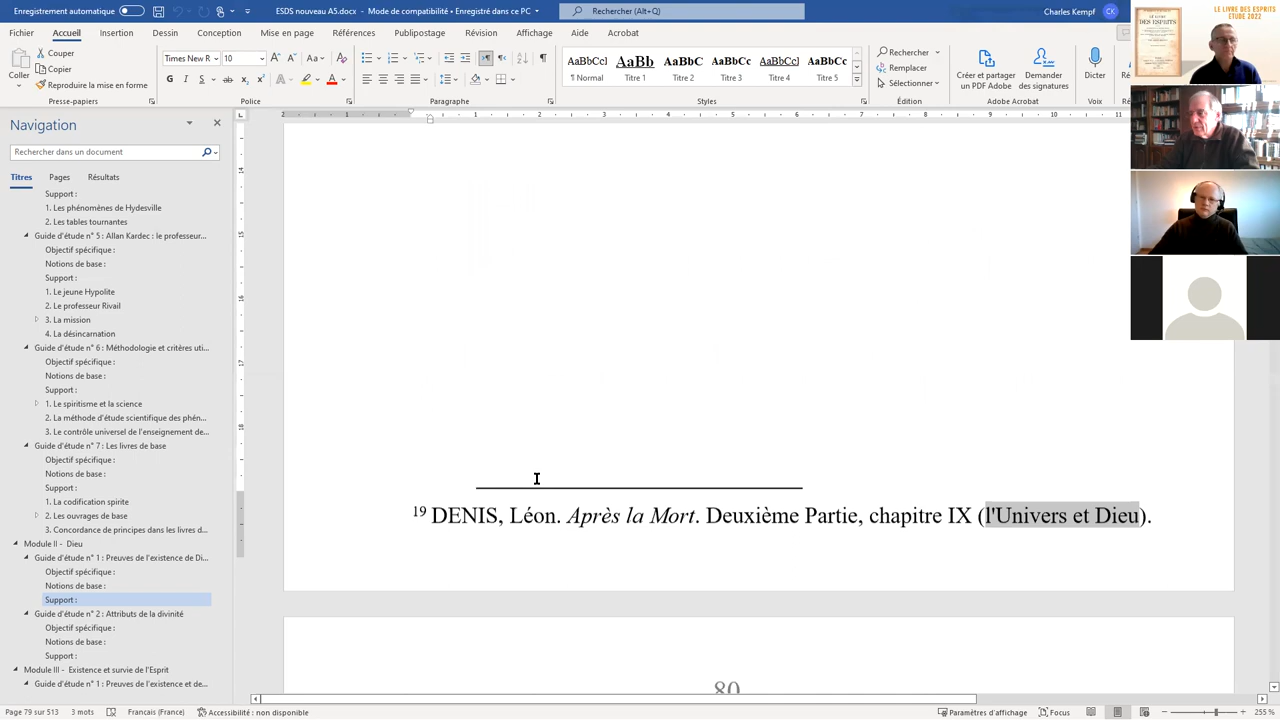 Enregistrement automatique
ESDS nouveau A5.docx - Mode de compatibilité • Enregistré dans ce PC
Rechercher (Alt+Q)
Charles Kempf
CK
LE LIVRE DES ESPRITS
ETUDE 2022
Fichier Accueil Insertion Dessin Conception Mise en page Références Publipostage Révision Affichage Aide Acrobat
Coller
Couper
Copier
Reproduire la mise en forme
Presse-papiers
Times New R 10
Police
Paragraphe
AaBbCcI ¶ Normal
AaBb Titre 1
AaBbC Titre 2
AaBbCc Titre 3
AaBbCcI Titre 4
AaBbCc Titre 5
Styles
Rechercher
Remplacer
Sélectionner
Édition
Créer et partager un PDF Adobe
Demander des signatures
Adobe Acrobat
Dicter
Voix
Navigation
Rechercher dans un document
Titres Pages Résultats
Support :
1. Les phénomènes de Hydesville
2. Les tables tournantes
Guide d'étude n° 5 : Allan Kardec : le professeur...
Objectif spécifique :
Notions de base :
Support :
1. Le jeune Hypolite
2. Le professeur Rivail
3. La mission
4. La désincarnation
Guide d'étude n° 6 : Méthodologie et critères uti...
Objectif spécifique :
Notions de base :
Support :
1. Le spiritisme et la science
2. La méthode d'étude scientifique des phén...
3. Le contrôle universel de l'enseignement de...
Guide d'étude n° 7 : Les livres de base
Objectif spécifique :
Notions de base :
Support :
1. La codification spirite
2. Les ouvrages de base
3. Concordance de principes dans les livres d...
Module II - Dieu
Guide d'étude n° 1 : Preuves de l'existence de Di...
Objectif spécifique :
Notions de base :
Support :
Guide d'étude n° 2 : Attributs de la divinité
Objectif spécifique :
Notions de base :
Support :
Module III - Existence et survie de l'Esprit
Guide d'étude n° 1 : Preuves de l'existence et de...
19 DENIS, Léon. Après la Mort. Deuxième Partie, chapitre IX (l'Univers et Dieu).
80
Page 79 sur 513 3 mots Français (France) Accessibilité : non disponible
Paramètres d'affichage Focus 255 %